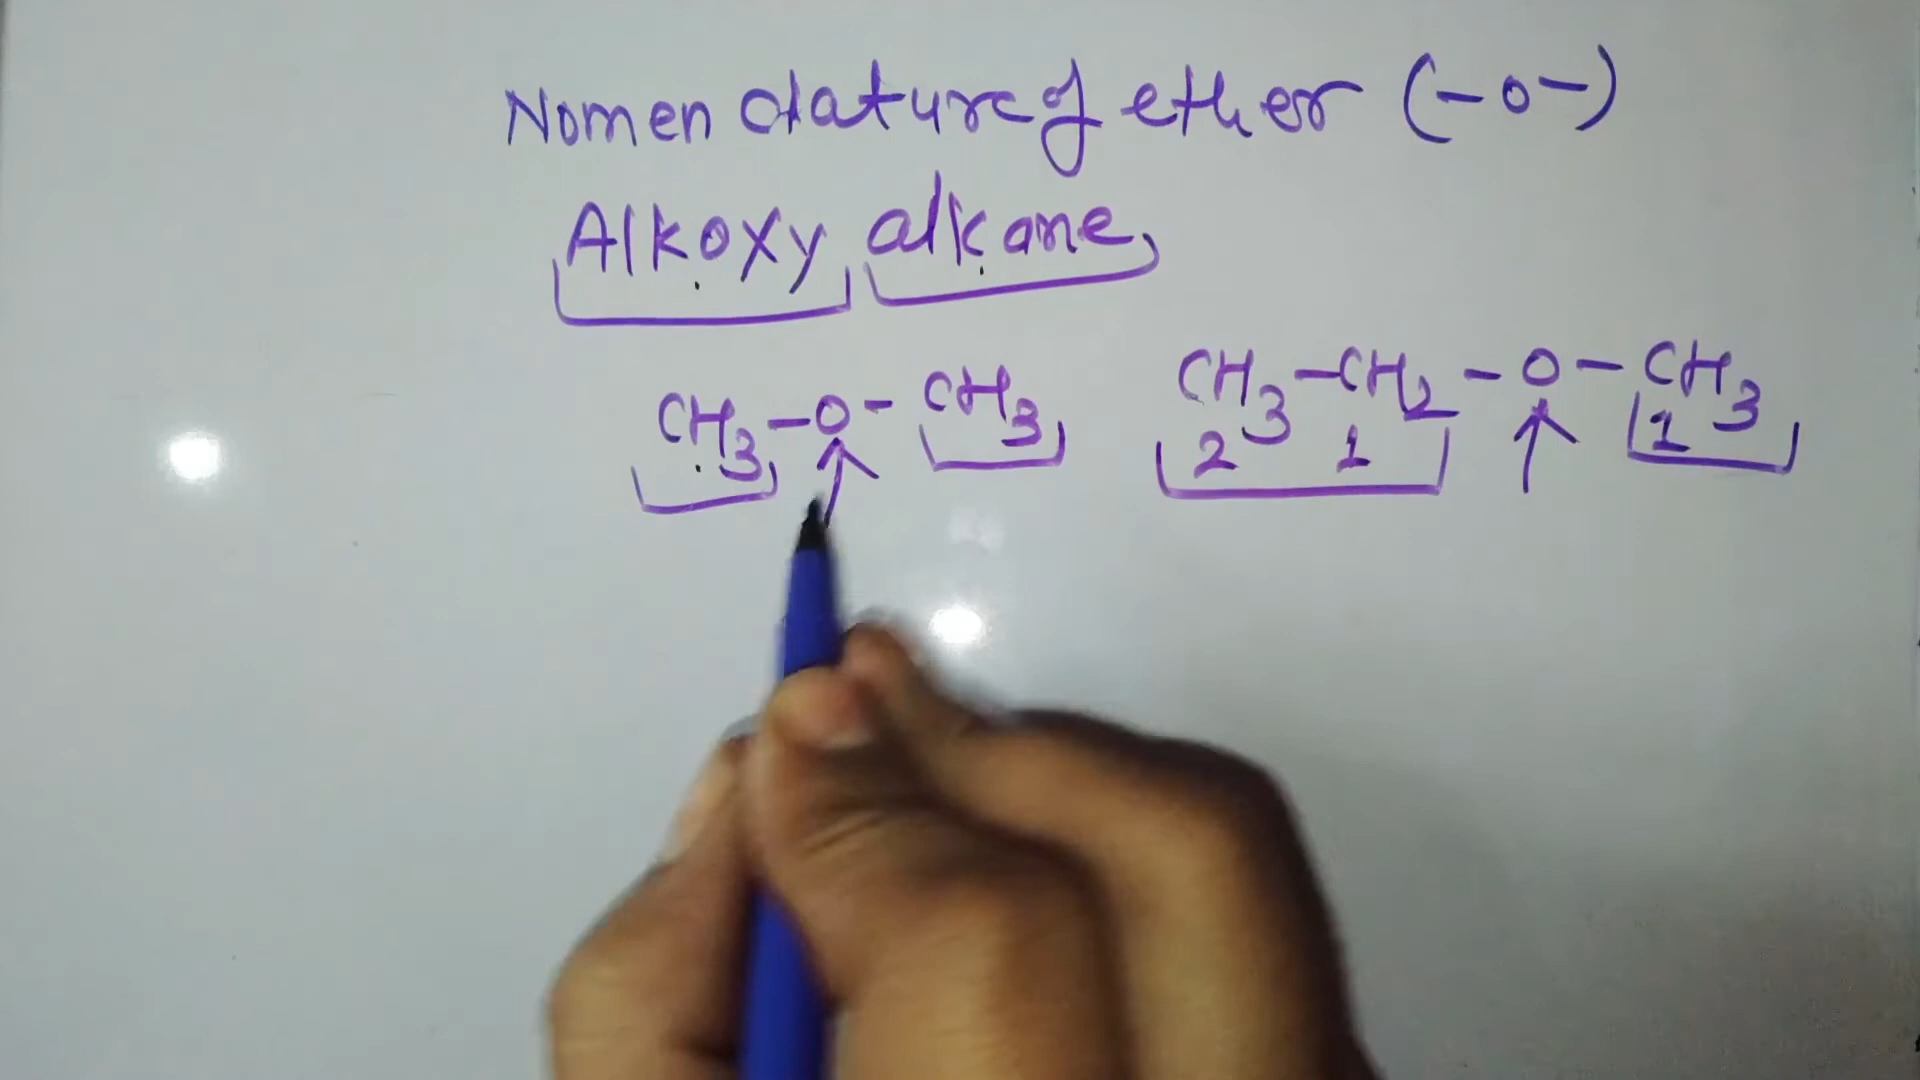 Nomenclature of ether (-O-)
Alkoxy alkane
CH3-O-CH3 CH3-CH2-O-CH3
2 1 1